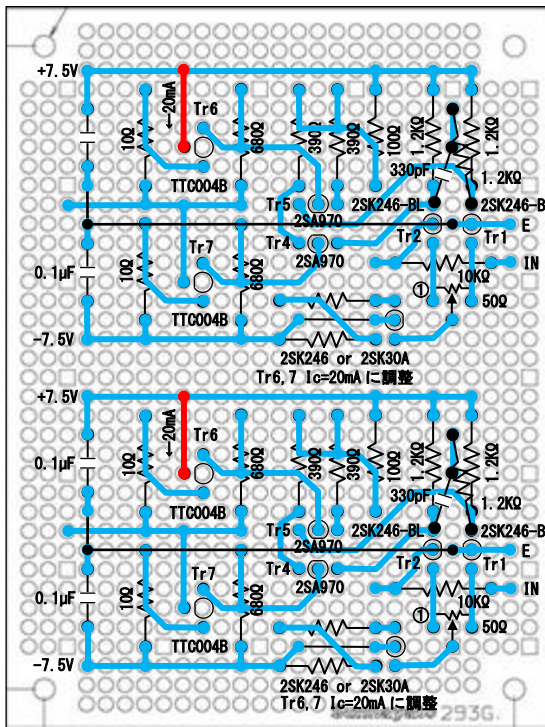 +7.5V
←20mA
Tr6
10Ω
680Ω
390Ω
390Ω
100Ω
1.2KΩ
1.2KΩ
330pF
1.2KΩ
TTC004B
Tr5
2SA970
2SK246-BL
2SK246-BL
Tr4
Tr2
Tr1
E
Tr7
2SA970
IN
0.1μF
10Ω
680Ω
10KΩ
①
50Ω
TTC004B
-7.5V
2SK246 or 2SK30A
Tr6,7 Ic=20mAに調整
+7.5V
←20mA
Tr6
0.1μF
10Ω
680Ω
390Ω
390Ω
100Ω
1.2KΩ
1.2KΩ
330pF
1.2KΩ
TTC004B
Tr5
2SA970
2SK246-BL
2SK246-B
Tr4
Tr2
Tr1
E
Tr7
2SA970
IN
0.1μF
10Ω
680Ω
10KΩ
①
50Ω
TTC004B
-7.5V
2SK246 or 2SK30A
Tr6,7 Ic=20mAに調整
293G.